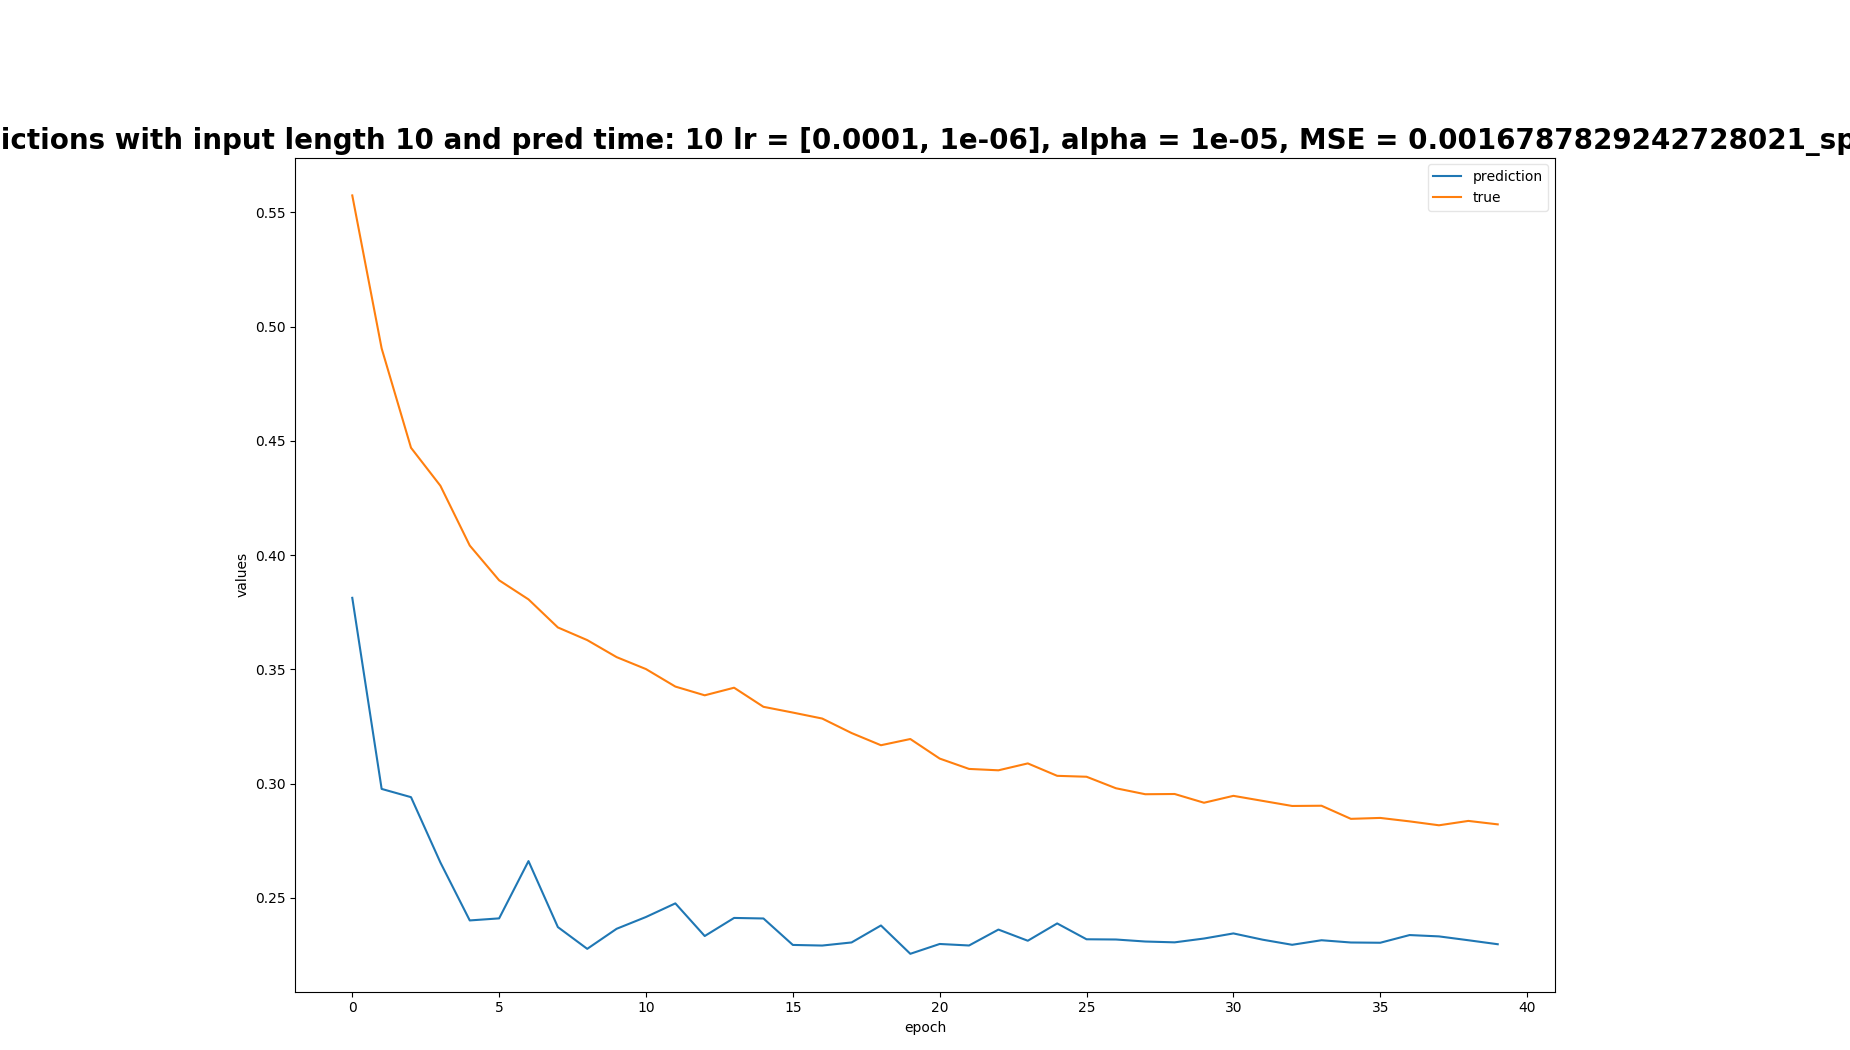 ictions with input length 10 and pred time: 10 lr = [0.0001, 1e-06], alpha = 1e-05, MSE = 0.0016787829242728021_sp
prediction
true
0.55
0.50
0.45
0.40
0.35
0.30
0.25
values
0 5 10 15 20 25 30 35 40
epoch